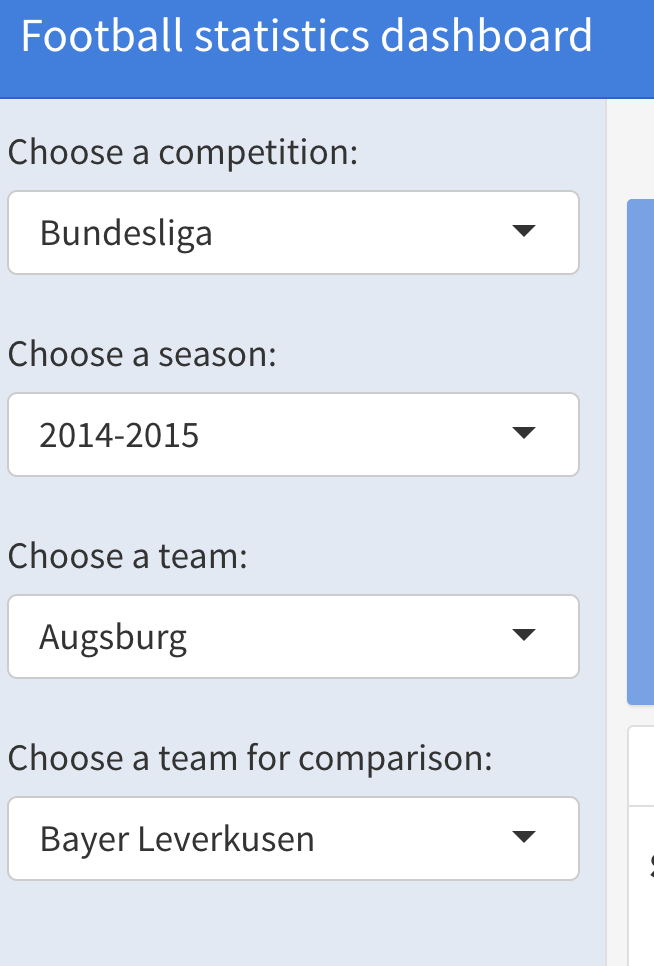 Football statistics dashboard
Choose a competition:
Bundesliga
Choose a season:
2014-2015
Choose a team:
Augsburg
Choose a team for comparison:
Bayer Leverkusen